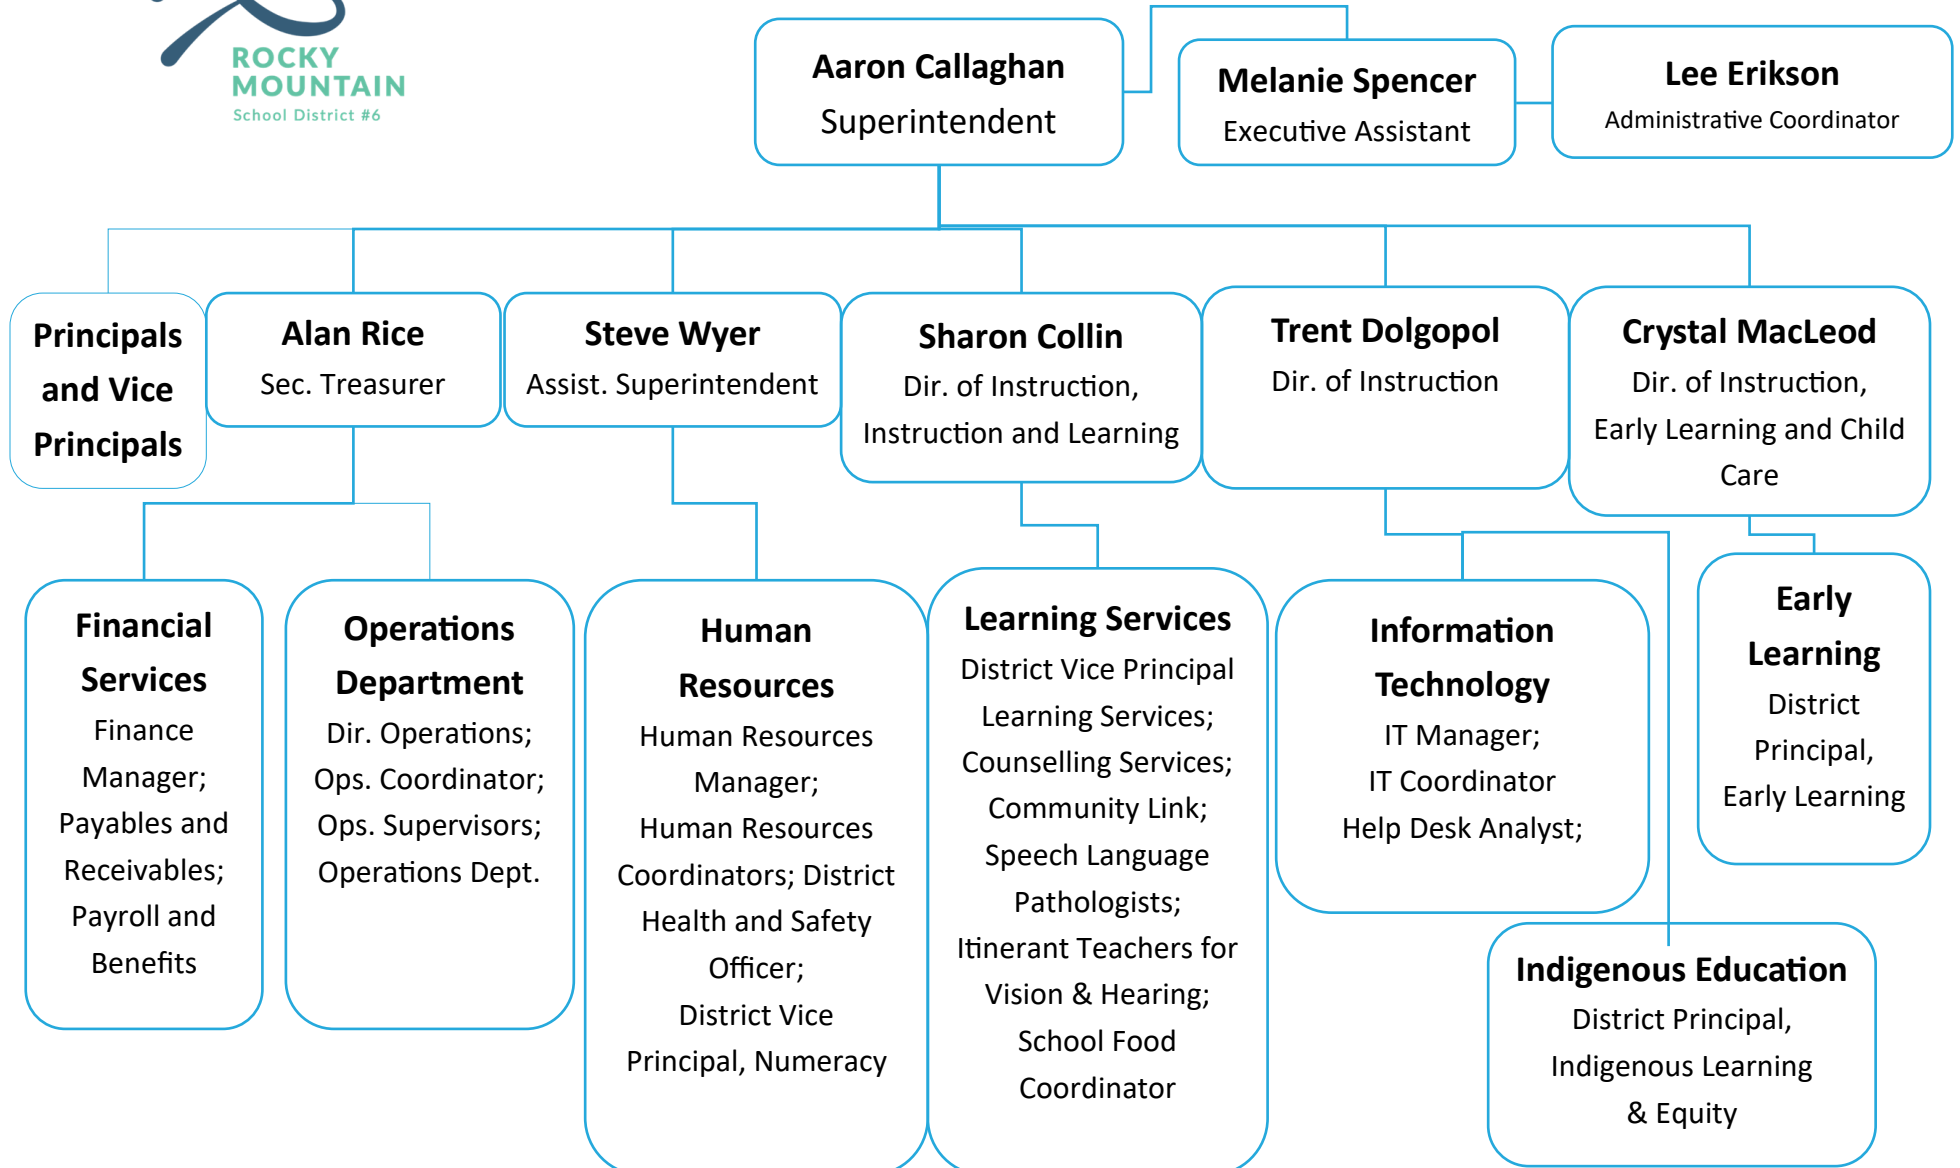 ROCKY
MOUNTAIN
School District #6
Aaron Callaghan
Superintendent
Melanie Spencer
Executive Assistant
Lee Erikson
Administrative Coordinator
Principals
and Vice
Principals
Alan Rice
Sec. Treasurer
Steve Wyer
Assist. Superintendent
Sharon Collin
Dir. of Instruction,
Instruction and Learning
Trent Dolgopol
Dir. of Instruction
Crystal MacLeod
Dir. of Instruction,
Early Learning and Child
Care
Financial
Services
Finance
Manager;
Payables and
Receivables;
Payroll and
Benefits
Operations
Department
Dir. Operations;
Ops. Coordinator;
Ops. Supervisors;
Operations Dept.
Human
Resources
Human Resources
Manager;
Human Resources
Coordinators; District
Health and Safety
Officer;
District Vice
Principal, Numeracy
Learning Services
District Vice Principal
Learning Services;
Counselling Services;
Community Link;
Speech Language
Pathologists;
Itinerant Teachers for
Vision & Hearing;
School Food
Coordinator
Information
Technology
IT Manager;
IT Coordinator
Help Desk Analyst;
Early
Learning
District
Principal,
Early Learning
Indigenous Education
District Principal,
Indigenous Learning
& Equity